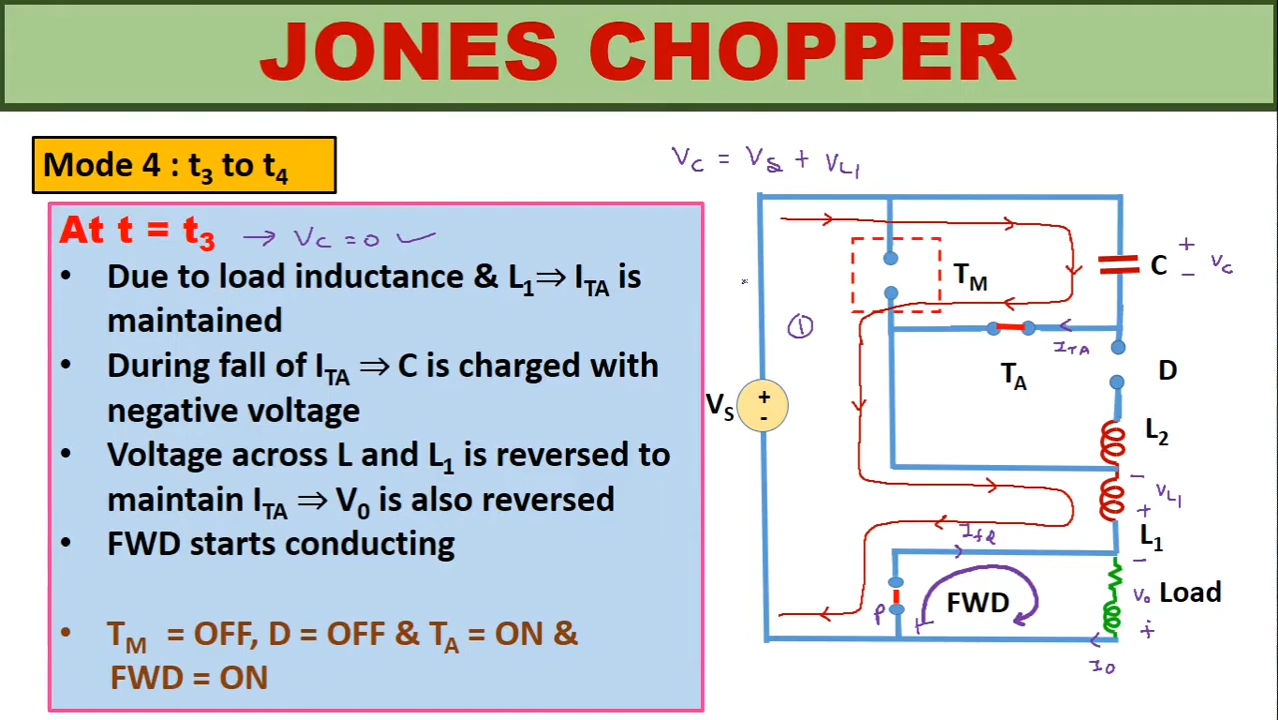 JONES CHOPPER
Mode 4 : t3 to t4
VC = VS + VL1
At t = t3 → VC = 0 ✓
• Due to load inductance & L1⇒ ITA is
maintained
• During fall of ITA ⇒ C is charged with
negative voltage
• Voltage across L and L1 is reversed to
maintain ITA ⇒ V0 is also reversed
• FWD starts conducting
• TM = OFF, D = OFF & TA = ON &
FWD = ON
+
C
VC
-
TM
1
ITA
TA
D
VS
+
-
L2
-
VL1
+
L1
-
FWD
P
V0
Load
+
I0